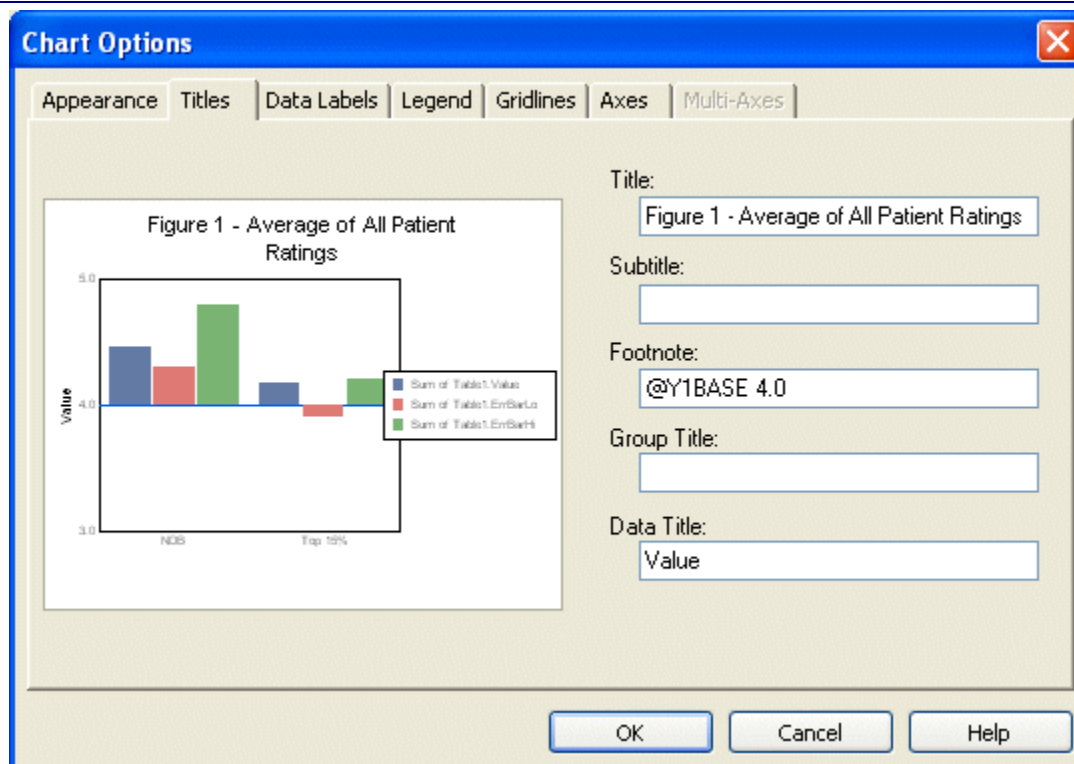 Chart Options
Appearance
Titles
Data Labels
Legend
Gridlines
Axes
Multi-Axes
Figure 1 - Average of All Patient
Ratings
5.0
Value
4.0
3.0
NDB
Top 15%
Sum of Table1.Value
Sum of Table1.ErrBarLo
Sum of Table1.ErrBarHi
Title:
Figure 1 - Average of All Patient Ratings
Subtitle:
Footnote:
@Y1BASE 4.0
Group Title:
Data Title:
Value
OK
Cancel
Help